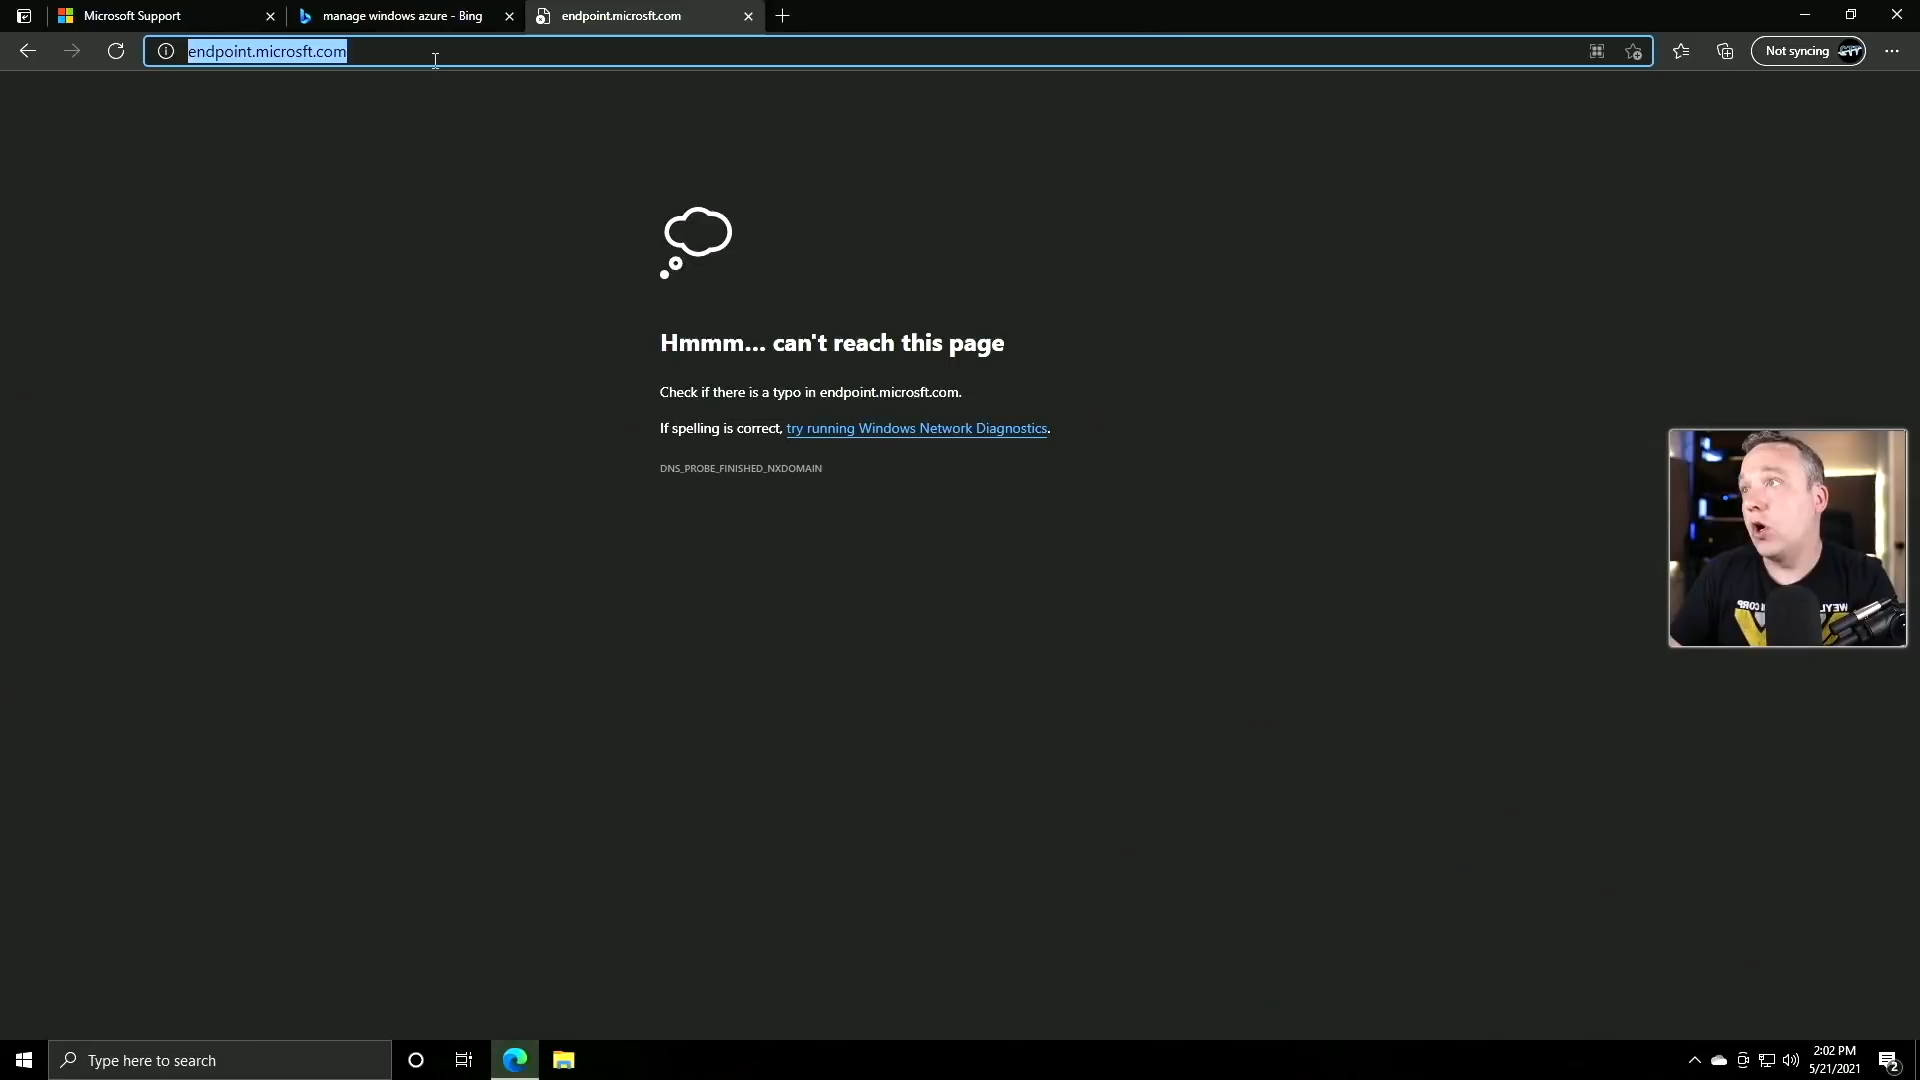 Microsoft Support
manage windows azure - Bing
endpoint.microsft.com
endpoint.microsft.com
Not syncing
CTT
Hmmm... can't reach this page
Check if there is a typo in endpoint.microsft.com.
If spelling is correct, try running Windows Network Diagnostics.
DNS_PROBE_FINISHED_NXDOMAIN
Type here to search
2:02 PM
5/21/2021
2